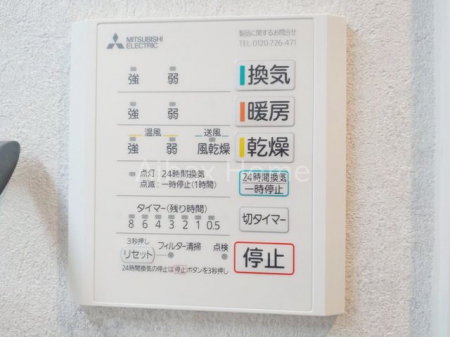 MITSUBISHI
ELECTRIC
製品に関するお問合せ
TEL 0120-726-471
強 弱 換気
強 弱 暖房
温風 送風
強 弱 風乾燥 乾燥
点灯:24時間換気
点滅:一時停止(1時間)
24時間換気
一時停止
タイマー(残り時間)
8 6 4 3 2 1 0.5
切タイマー
3秒押し
リセット フィルター清掃 点検
停止
24時間換気の停止は停止ボタンを3秒押し
Albex Home